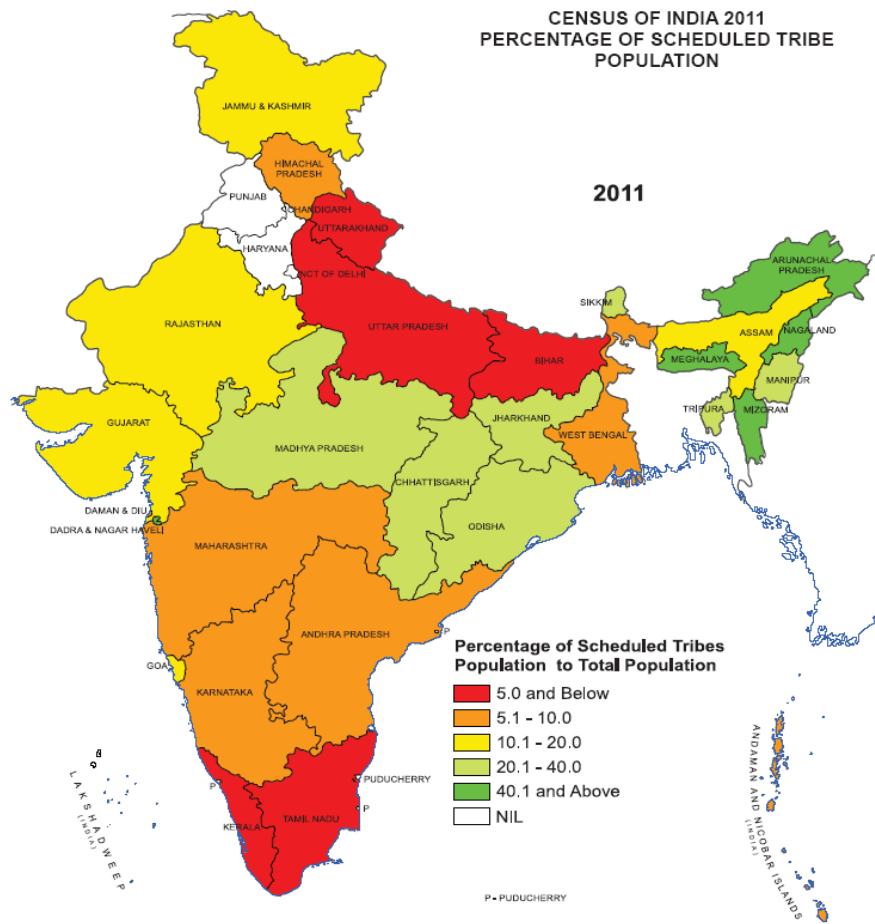 CENSUS OF INDIA 2011
PERCENTAGE OF SCHEDULED TRIBE
POPULATION
2011
JAMMU & KASHMIR
HIMACHAL
PRADESH
PUNJAB
CHANDIGARH
UTTARAKHAND
HARYANA
NCT OF DELHI
RAJASTHAN
UTTAR PRADESH
BIHAR
SIKKIM
ARUNACHAL
PRADESH
ASSAM
NAGALAND
MEGHALAYA
MANIPUR
TRIPURA
MIZORAM
GUJARAT
MADHYA PRADESH
JHARKHAND
WEST BENGAL
CHHATTISGARH
ODISHA
DAMAN & DIU
DADRA & NAGAR HAVELI
MAHARASHTRA
ANDHRA PRADESH
P
GOA
KARNATAKA
Percentage of Scheduled Tribes
Population to Total Population
5.0 and Below
5.1 - 10.0
10.1 - 20.0
20.1 - 40.0
40.1 and Above
NIL
PUDUCHERRY
P
P
KERALA
TAMIL NADU
LAKSHADWEEP
(INDIA)
ANDAMAN AND NICOBAR ISLANDS
(INDIA)
P - PUDUCHERRY